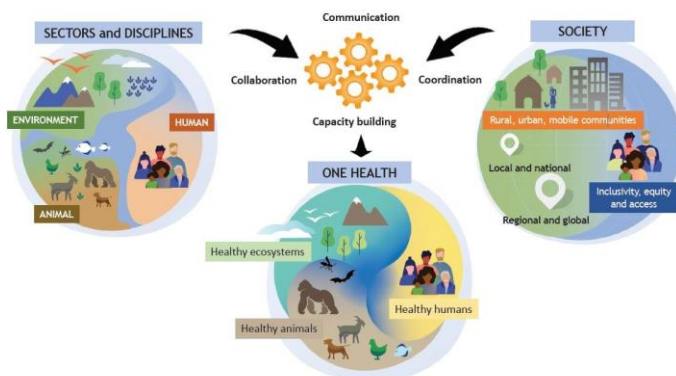 SECTORS and DISCIPLINES
ENVIRONMENT
HUMAN
ANIMAL
Communication
Collaboration
Coordination
Capacity building
SOCIETY
Rural, urban, mobile communities
Local and national
Regional and global
Inclusivity, equity
and access
ONE HEALTH
Healthy ecosystems
Healthy humans
Healthy animals